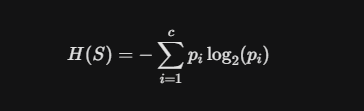 H(S) = − ∑_{i=1}^{c} p_i log_2(p_i)